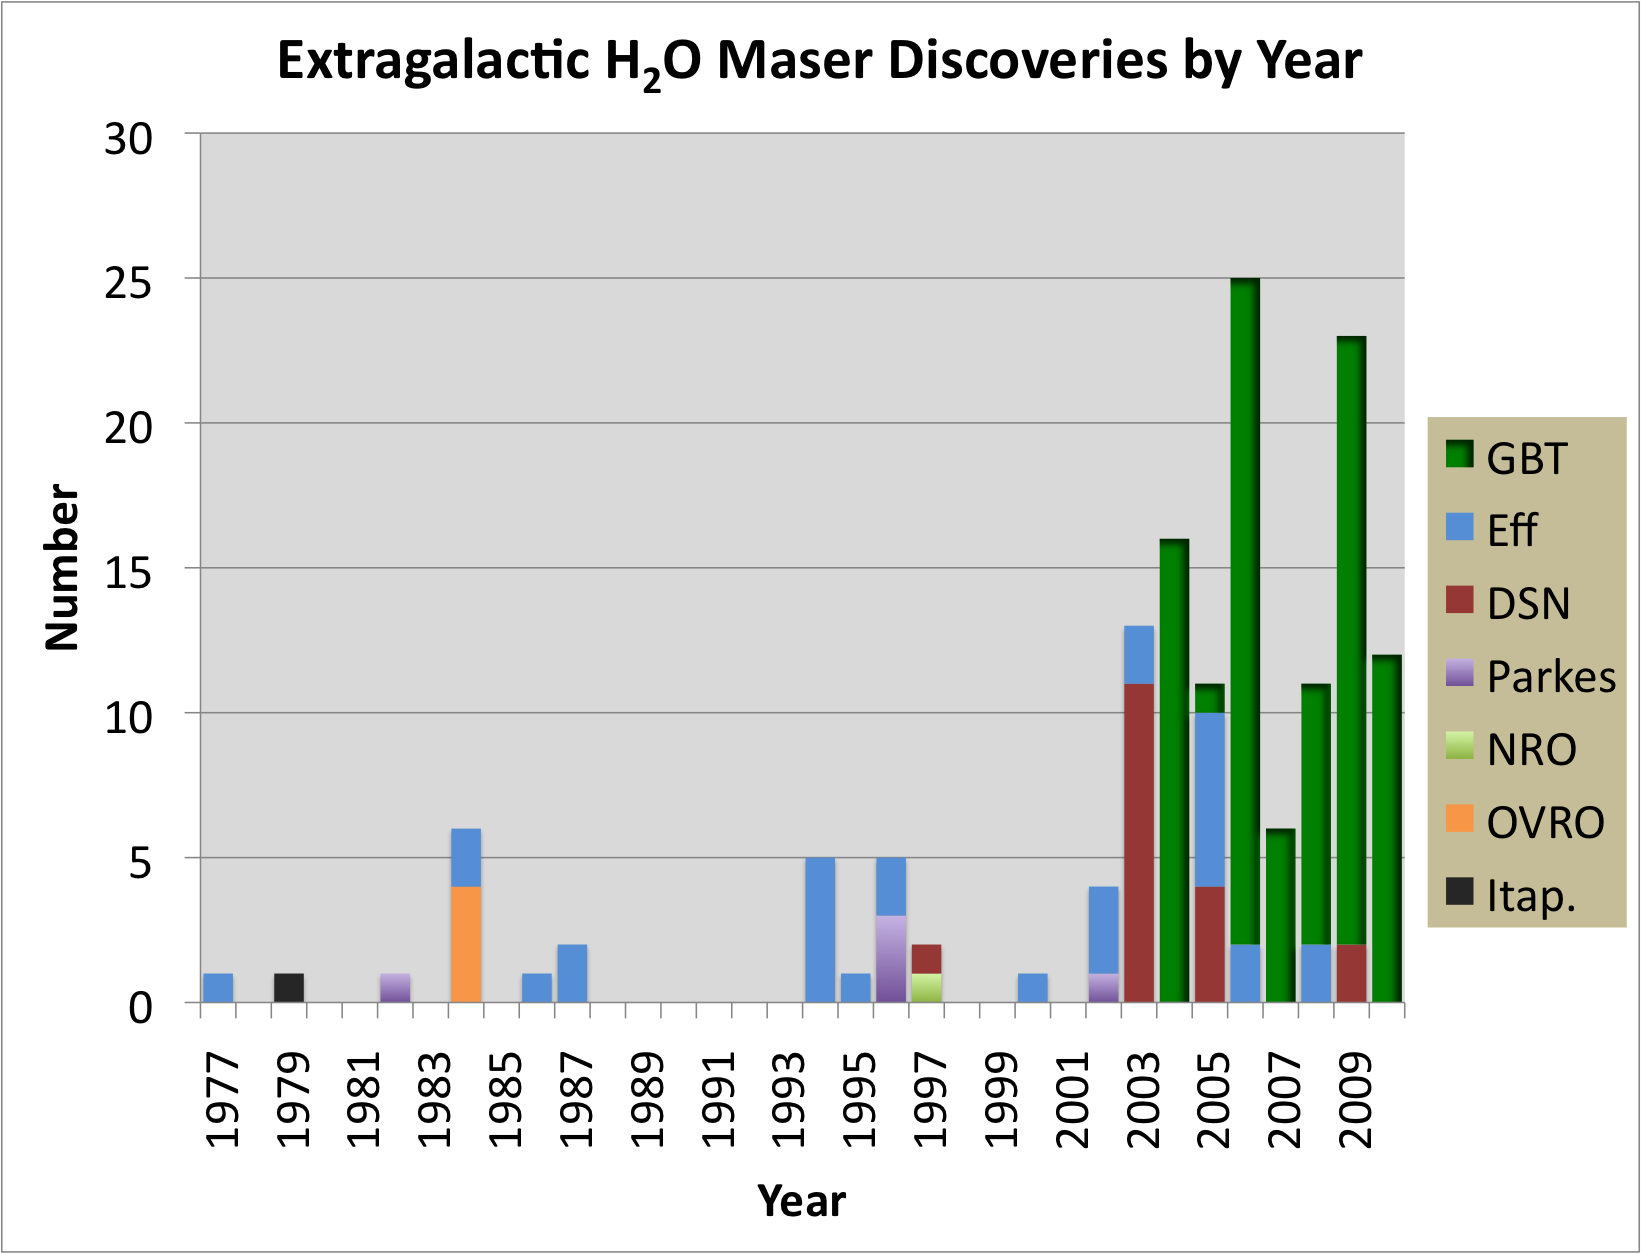 Extragalactic H₂O Maser Discoveries by Year
30
25
20
15
10
5
0
Number
1977
1979
1981
1983
1985
1987
1989
1991
1993
1995
1997
1999
2001
2003
2005
2007
2009
Year
GBT
Eff
DSN
Parkes
NRO
OVRO
Itap.